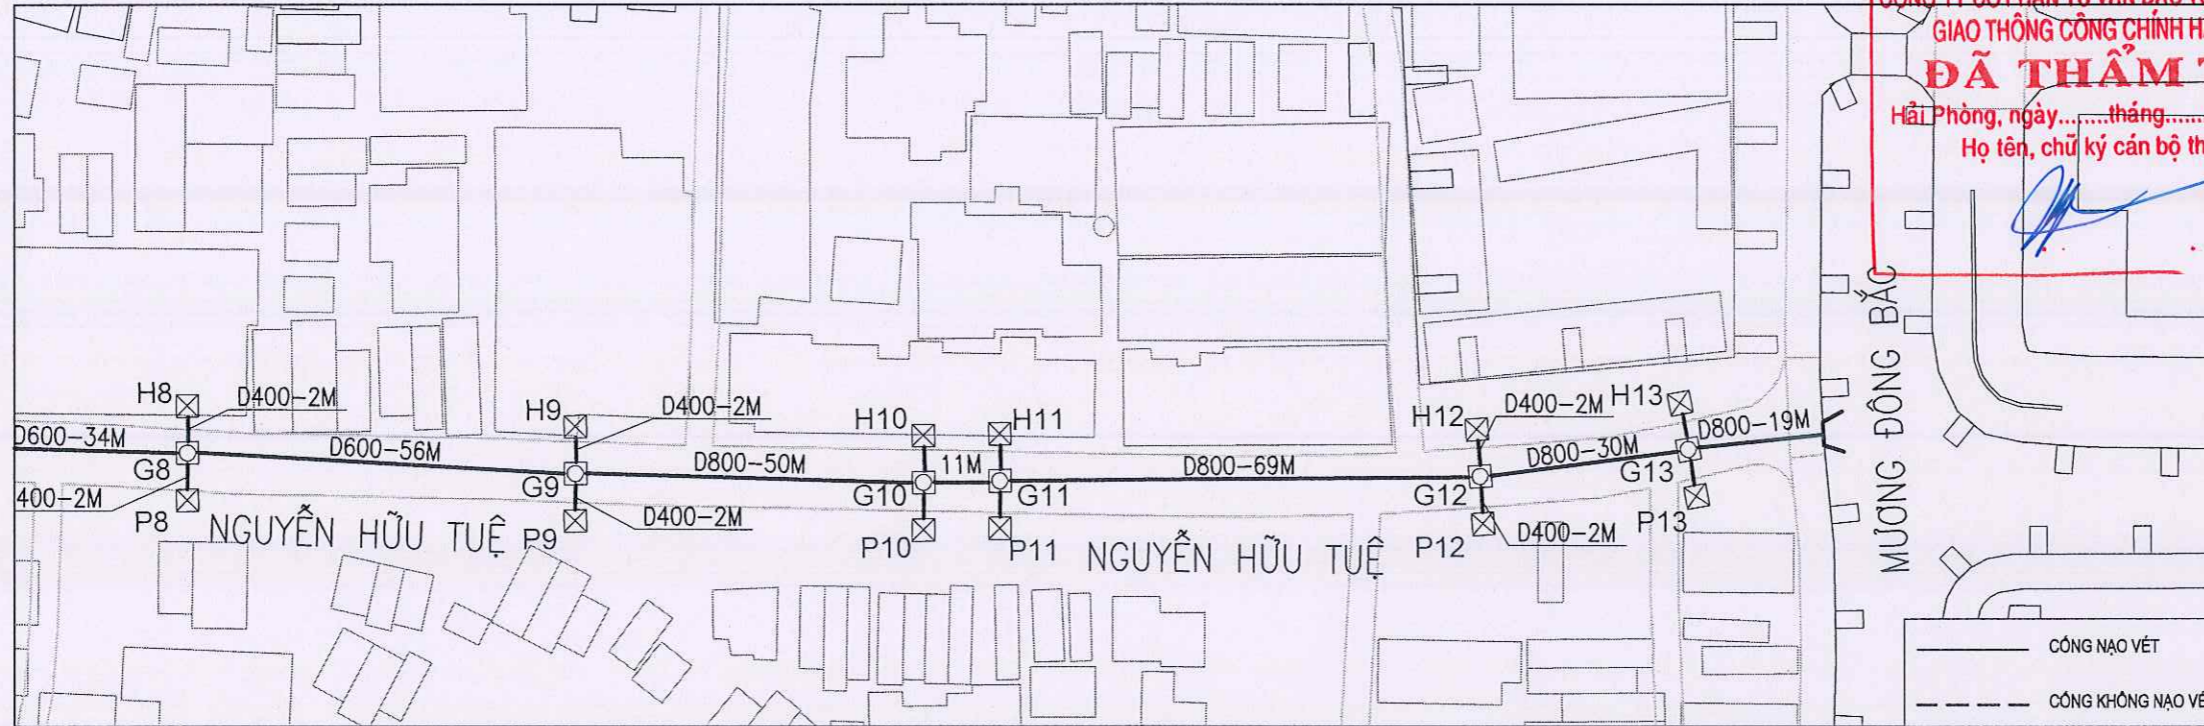 GIAO THÔNG CÔNG CHÍNH H
ĐÃ THẨM T
Hải Phòng, ngày........tháng........
Họ tên, chữ ký cán bộ th
MƯƠNG ĐÔNG BẮC
H8
D400-2M
H9
D400-2M
H10
H11
H12
D400-2M
H13
D800-19M
D600-34M
D600-56M
D800-50M
11M
D800-69M
D800-30M
G8
G9
G10
G11
G12
G13
400-2M
D400-2M
P8
NGUYỄN HỮU TUỆ
P9
P10
P11
NGUYỄN HỮU TUỆ
P12
D400-2M
P13
CỐNG NẠO VÉT
CỐNG KHÔNG NẠO VÉ